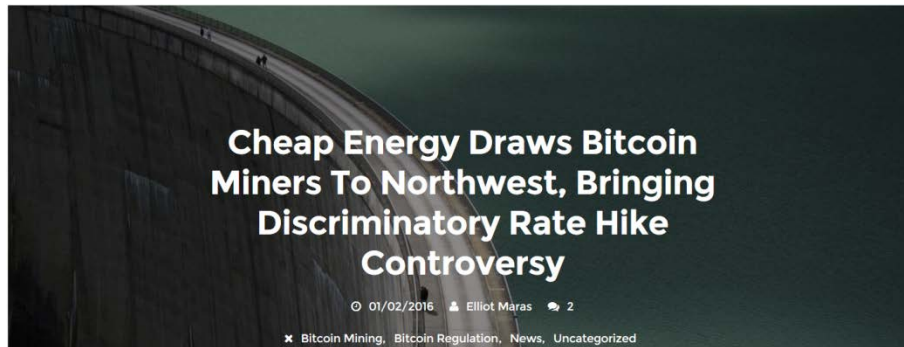 Cheap Energy Draws Bitcoin
Miners To Northwest, Bringing
Discriminatory Rate Hike
Controversy
01/02/2016 Elliot Maras 2
Bitcoin Mining, Bitcoin Regulation, News, Uncategorized